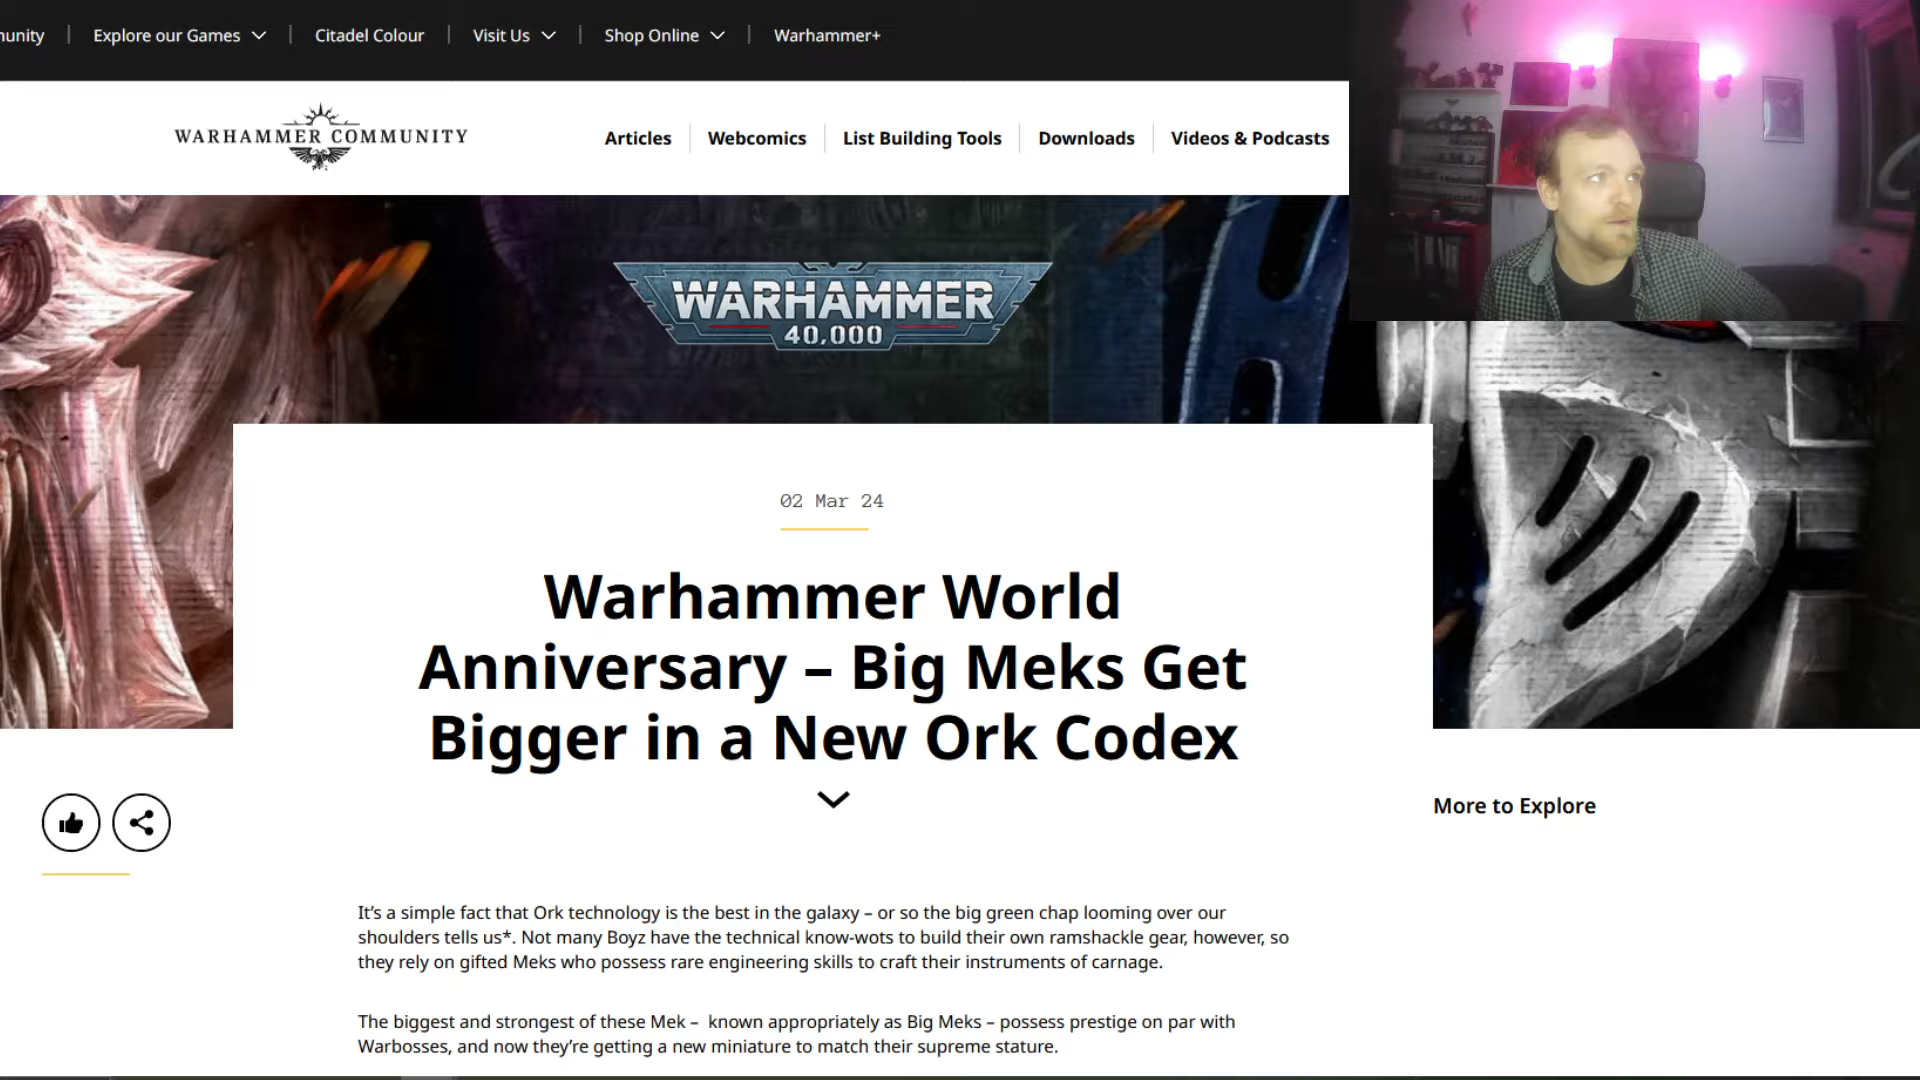 Explore our Games
Citadel Colour
Visit Us
Shop Online
Warhammer+
WARHAMMER COMMUNITY
Articles
Webcomics
List Building Tools
Downloads
Videos & Podcasts
WARHAMMER
40,000
02 Mar 24
Warhammer World
Anniversary – Big Meks Get
Bigger in a New Ork Codex
More to Explore
It’s a simple fact that Ork technology is the best in the galaxy – or so the big green chap looming over our
shoulders tells us*. Not many Boyz have the technical know-wots to build their own ramshackle gear, however, so
they rely on gifted Meks who possess rare engineering skills to craft their instruments of carnage.
The biggest and strongest of these Mek – known appropriately as Big Meks – possess prestige on par with
Warbosses, and now they’re getting a new miniature to match their supreme stature.